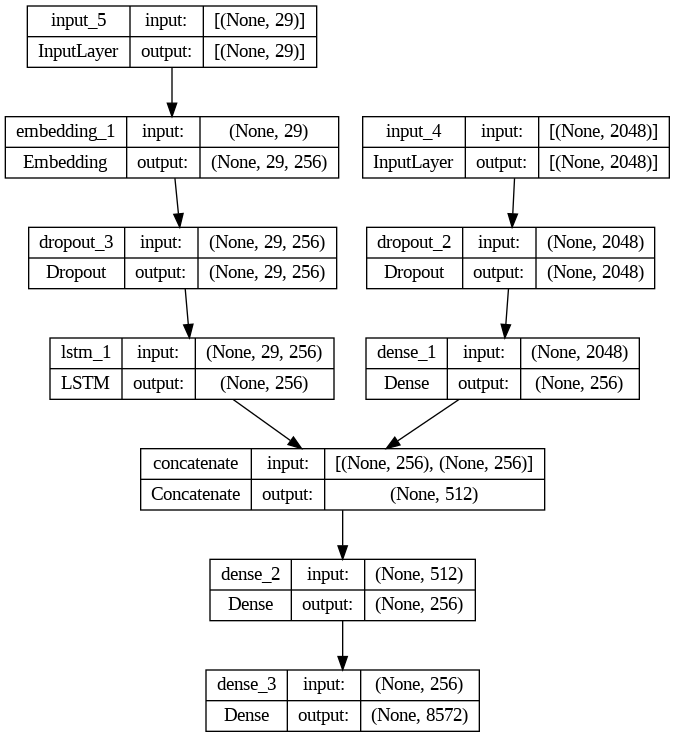 input_5 input: [(None, 29)]
InputLayer output: [(None, 29)]
embedding_1 input: (None, 29)
Embedding output: (None, 29, 256)
input_4 input: [(None, 2048)]
InputLayer output: [(None, 2048)]
dropout_3 input: (None, 29, 256)
Dropout output: (None, 29, 256)
dropout_2 input: (None, 2048)
Dropout output: (None, 2048)
lstm_1 input: (None, 29, 256)
LSTM output: (None, 256)
dense_1 input: (None, 2048)
Dense output: (None, 256)
concatenate input: [(None, 256), (None, 256)]
Concatenate output: (None, 512)
dense_2 input: (None, 512)
Dense output: (None, 256)
dense_3 input: (None, 256)
Dense output: (None, 8572)